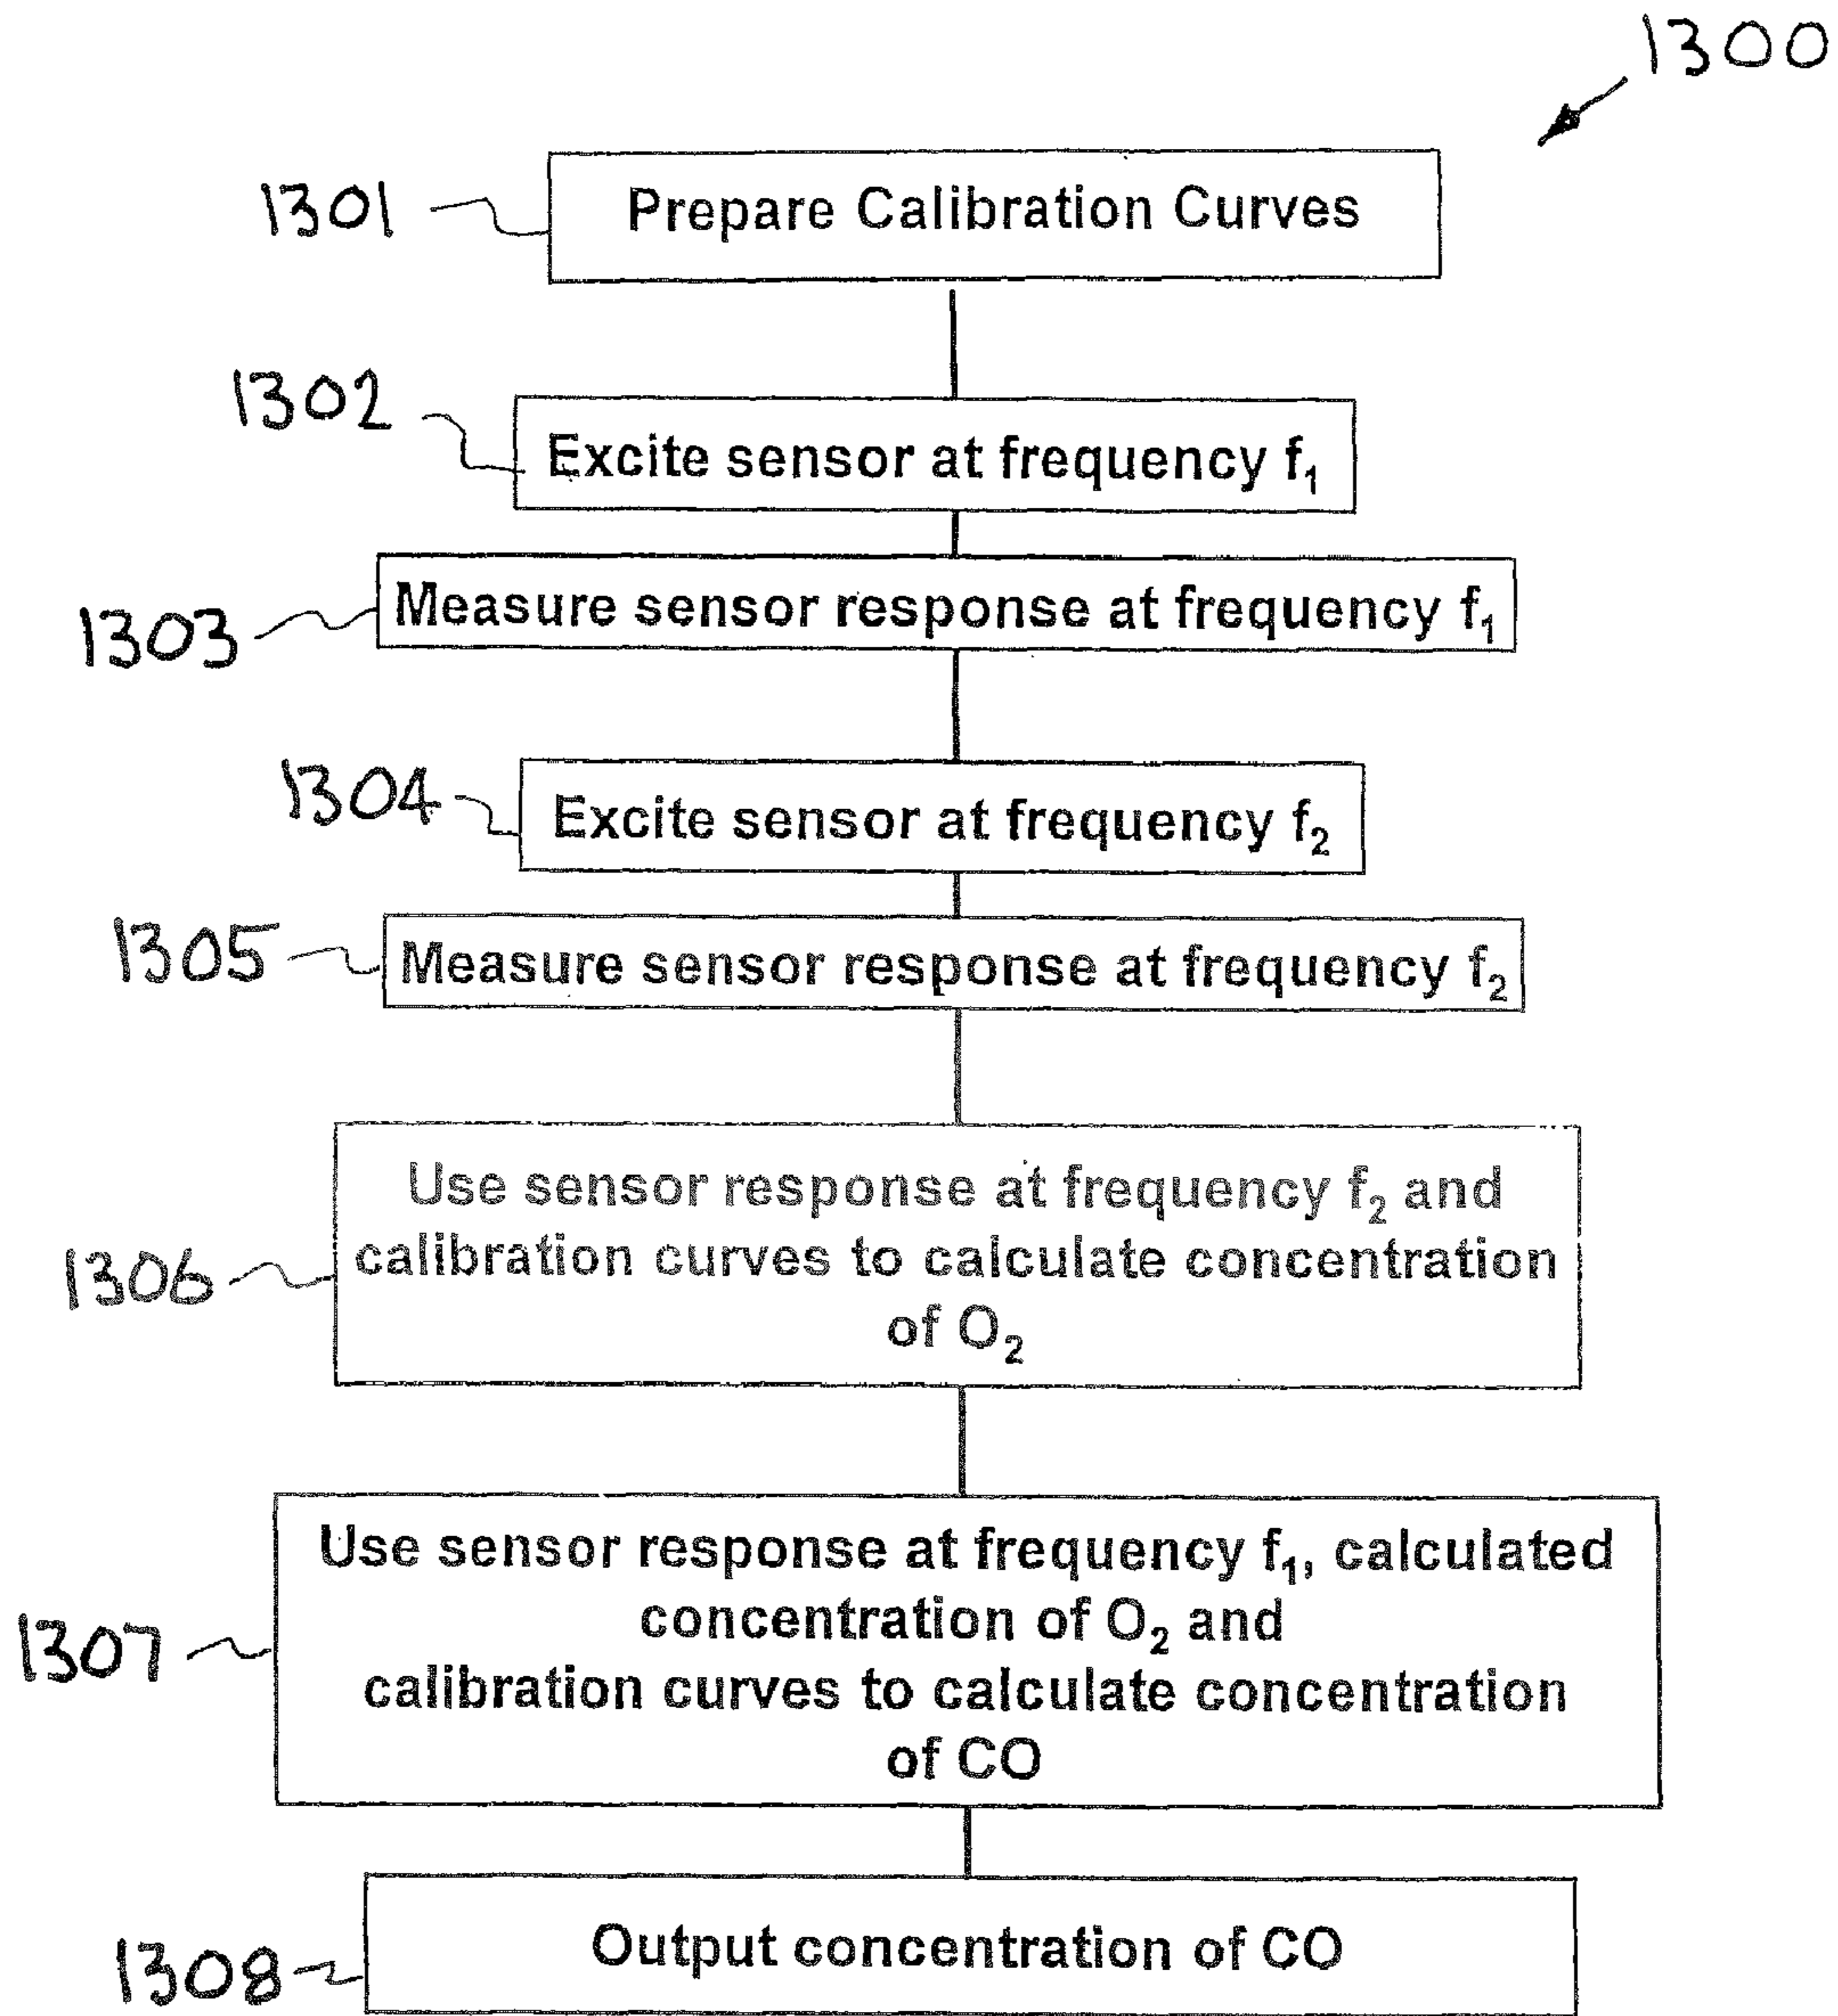 1300
1301
Prepare Calibration Curves
1302
Excite sensor at frequency f₁
1303
Measure sensor response at frequency f₁
1304
Excite sensor at frequency f₂
1305
Measure sensor response at frequency f₂
1306
Use sensor response at frequency f₂ and
calibration curves to calculate concentration
of O₂
1307
Use sensor response at frequency f₁, calculated
concentration of O₂ and
calibration curves to calculate concentration
of CO
1308
Output concentration of CO